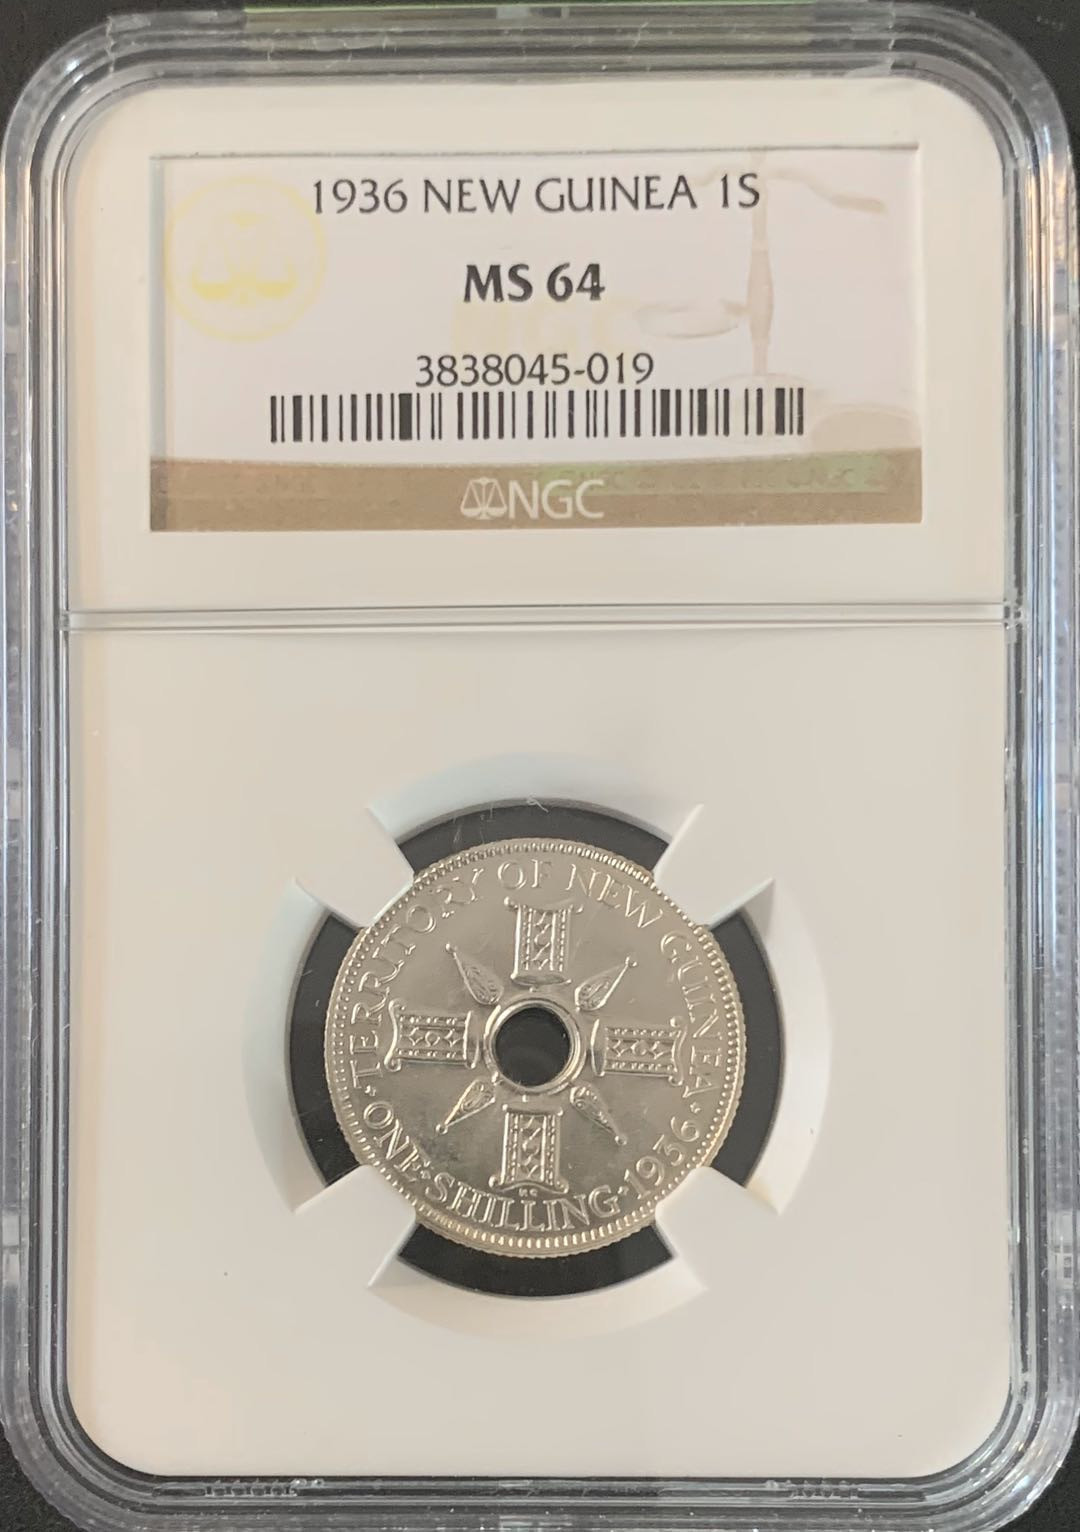 1936 NEW GUINEA 1S
MS 64
3838045-019
NGC
TERRITORY OF NEW GUINEA
·ONE·SHILLING·1936·